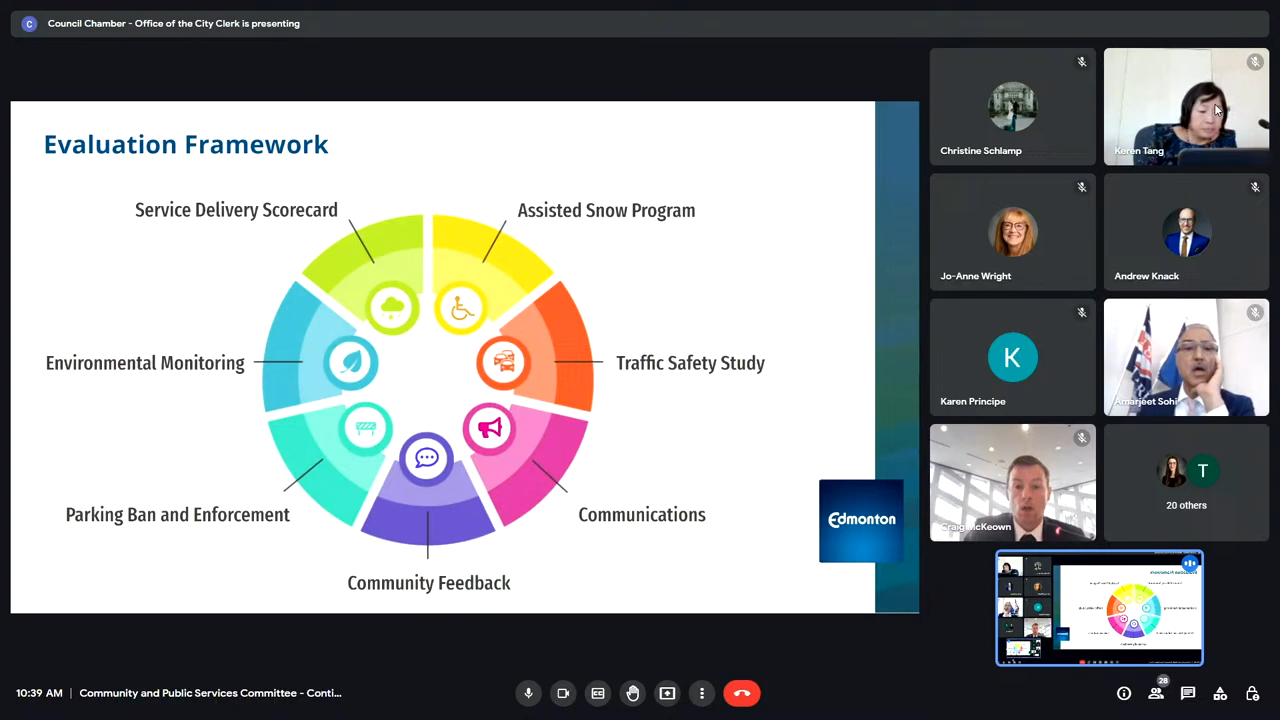 C
Council Chamber - Office of the City Clerk is presenting
Evaluation Framework
Service Delivery Scorecard
Assisted Snow Program
Environmental Monitoring
Traffic Safety Study
Parking Ban and Enforcement
Communications
Community Feedback
Edmonton
Christine Schlamp
Keren Tang
Jo-Anne Wright
Andrew Knack
K
Karen Principe
Amarjeet Sohi
Craig McKeown
T
20 others
10:39 AM
Community and Public Services Committee - Conti...
28